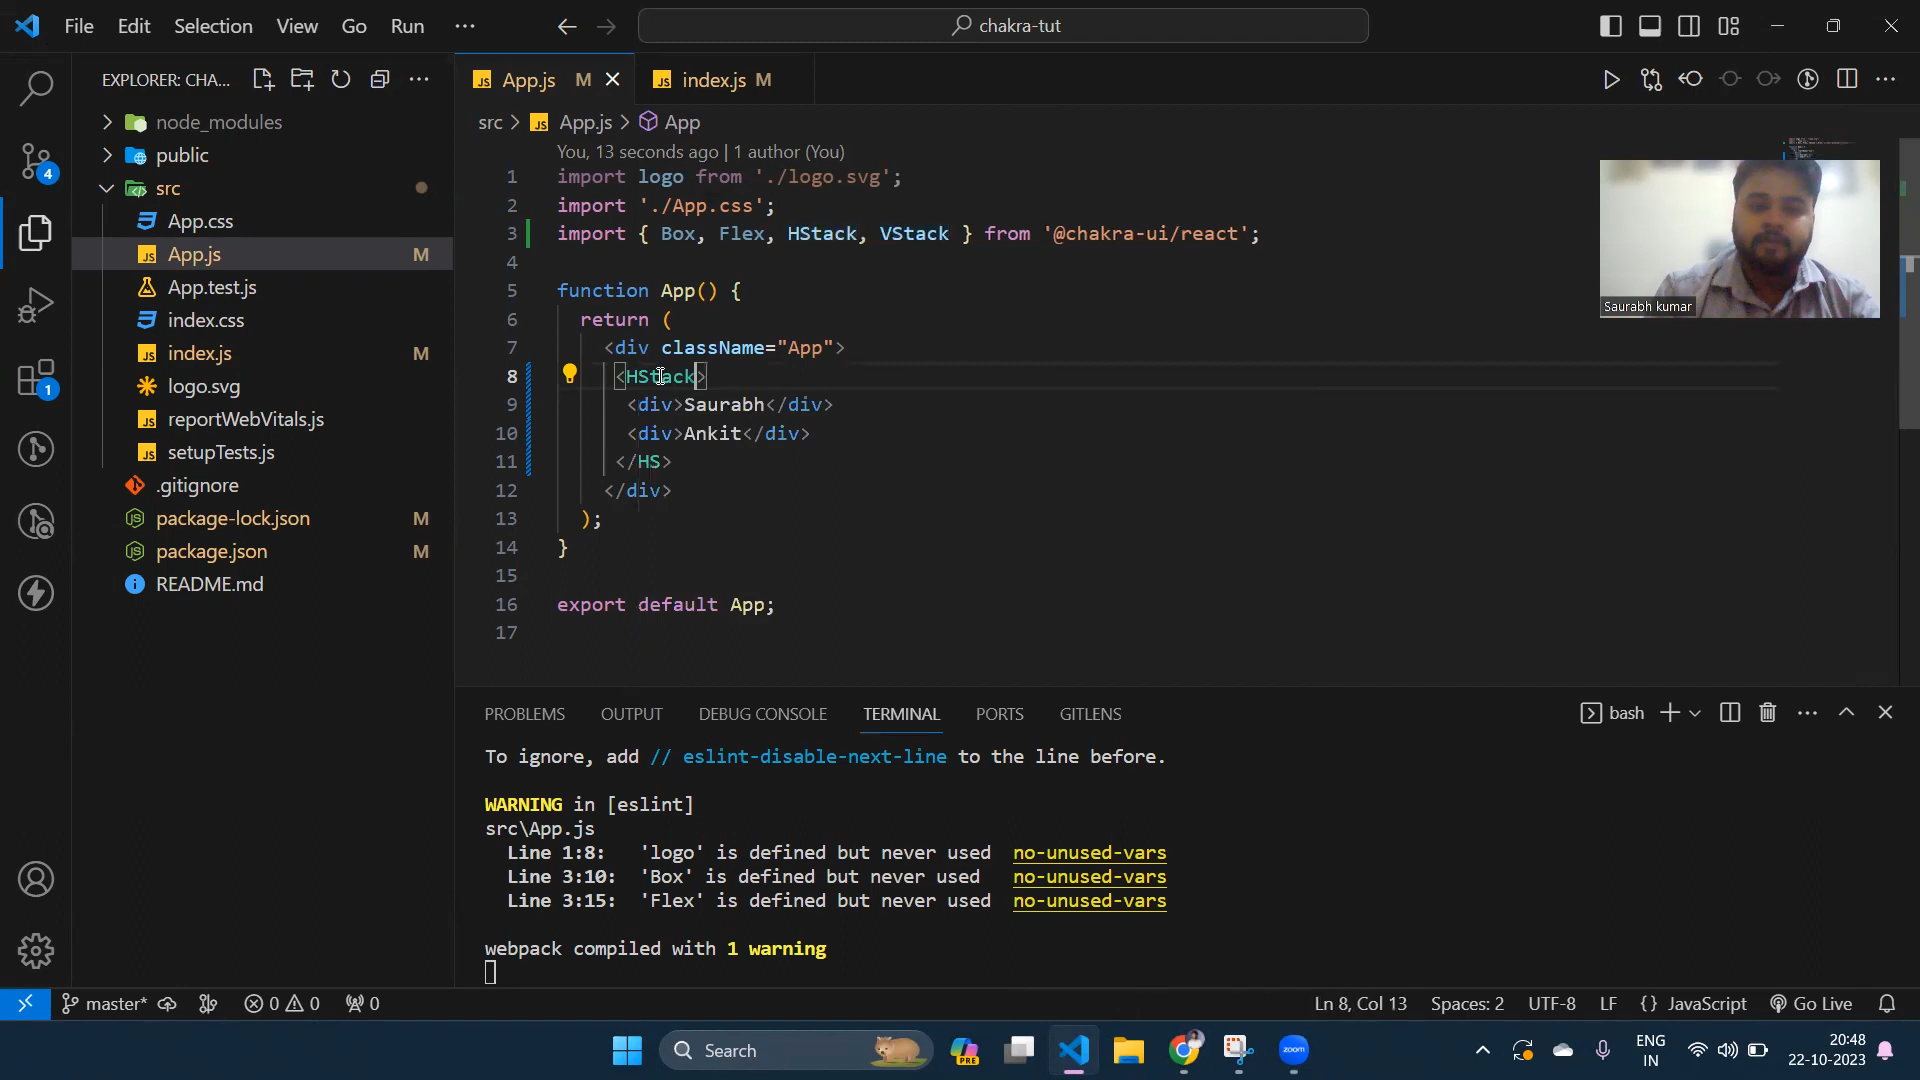 File Edit Selection View Go Run ... chakra-tut
EXPLORER: CHA... ...
App.js M index.js M ...
node_modules
public
src
App.css
App.js M
App.test.js
index.css
index.js M
logo.svg
reportWebVitals.js
setupTests.js
.gitignore
package-lock.json M
package.json M
README.md
4
1
src > App.js > App
You, 13 seconds ago | 1 author (You)
1 import logo from './logo.svg';
2 import './App.css';
3 import { Box, Flex, HStack, VStack } from '@chakra-ui/react';
4
5 function App() {
6 return (
7 <div className="App">
8 <HStack>
9 <div>Saurabh</div>
10 <div>Ankit</div>
11 </HS>
12 </div>
13 );
14 }
15
16 export default App;
17
Saurabh kumar
PROBLEMS OUTPUT DEBUG CONSOLE TERMINAL PORTS GITLENS bash ...
To ignore, add // eslint-disable-next-line to the line before.
WARNING in [eslint]
src\App.js
Line 1:8: 'logo' is defined but never used no-unused-vars
Line 3:10: 'Box' is defined but never used no-unused-vars
Line 3:15: 'Flex' is defined but never used no-unused-vars
webpack compiled with 1 warning
master* 0 0 0 Ln 8, Col 13 Spaces: 2 UTF-8 LF {} JavaScript Go Live
Search PRE zoom ENG 20:48
IN 22-10-2023